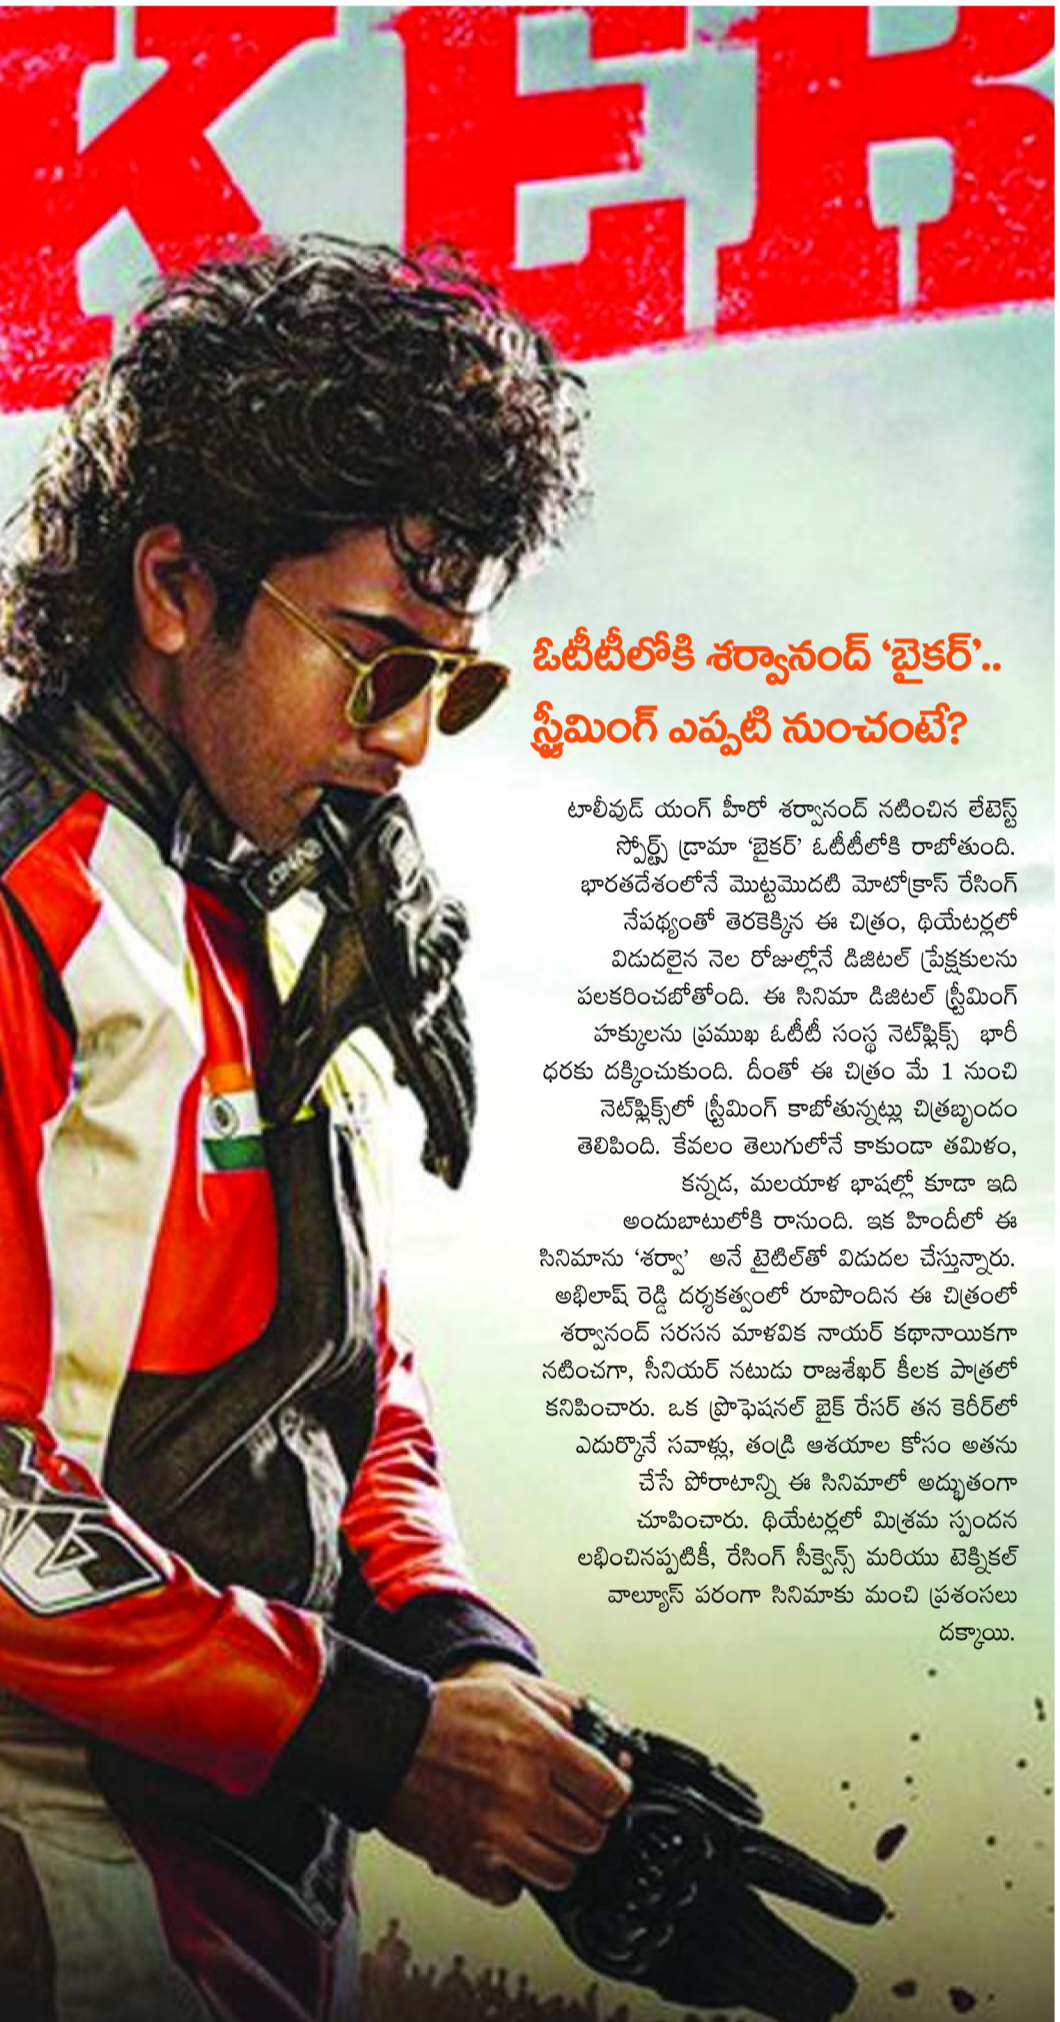 KER
ఓటీటీలోకి శర్వానంద్ ‘బైకర్’..
స్ట్రీమింగ్ ఎప్పటి నుంచంటే?
టాలీవుడ్ యంగ్ హీరో శర్వానంద్ నటించిన లేటెస్ట్
స్పోర్ట్స్ డ్రామా ‘బైకర్’ ఓటీటీలోకి రాబోతుంది.
భారతదేశంలోనే మొట్టమొదటి మోటోక్రాస్ రేసింగ్
నేపథ్యంతో తెరకెక్కిన ఈ చిత్రం, థియేటర్లలో
విడుదలైన నెల రోజుల్లోనే డిజిటల్ ప్రేక్షకులను
పలకరించబోతోంది. ఈ సినిమా డిజిటల్ స్ట్రీమింగ్
హక్కులను ప్రముఖ ఓటీటీ సంస్థ నెట్‌ఫ్లిక్స్ భారీ
ధరకు దక్కించుకుంది. దీంతో ఈ చిత్రం మే 1 నుంచి
నెట్‌ఫ్లిక్స్‌లో స్ట్రీమింగ్ కాబోతున్నట్లు చిత్రబృందం
తెలిపింది. కేవలం తెలుగులోనే కాకుండా తమిళం,
కన్నడ, మలయాళ భాషల్లో కూడా ఇది
అందుబాటులోకి రానుంది. ఇక హిందీలో ఈ
సినిమాను ‘శర్వా’ అనే టైటిల్‌తో విడుదల చేస్తున్నారు.
అభిలాష్ రెడ్డి దర్శకత్వంలో రూపొందిన ఈ చిత్రంలో
శర్వానంద్ సరసన మాళవిక నాయర్ కథానాయికగా
నటించగా, సీనియర్ నటుడు రాజశేఖర్ కీలక పాత్రలో
కనిపించారు. ఒక ప్రొఫెషనల్ బైక్ రేసర్ తన కెరీర్‌లో
ఎదుర్కొనే సవాళ్లు, తండ్రి ఆశయాల కోసం అతను
చేసే పోరాటాన్ని ఈ సినిమాలో అద్భుతంగా
చూపించారు. థియేటర్లలో మిశ్రమ స్పందన
లభించినప్పటికీ, రేసింగ్ సీక్వెన్స్ మరియు టెక్నికల్
వాల్యూస్ పరంగా సినిమాకు మంచి ప్రశంసలు
దక్కాయి.